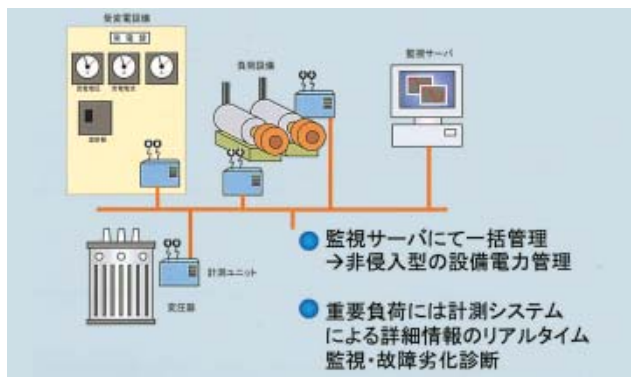 受変電設備
負荷設備
監視サーバ
計測ユニット
変圧器
監視サーバにて一括管理
→非侵入型の設備電力管理
重要負荷には計測システム
による詳細情報のリアルタイム
監視・故障劣化診断